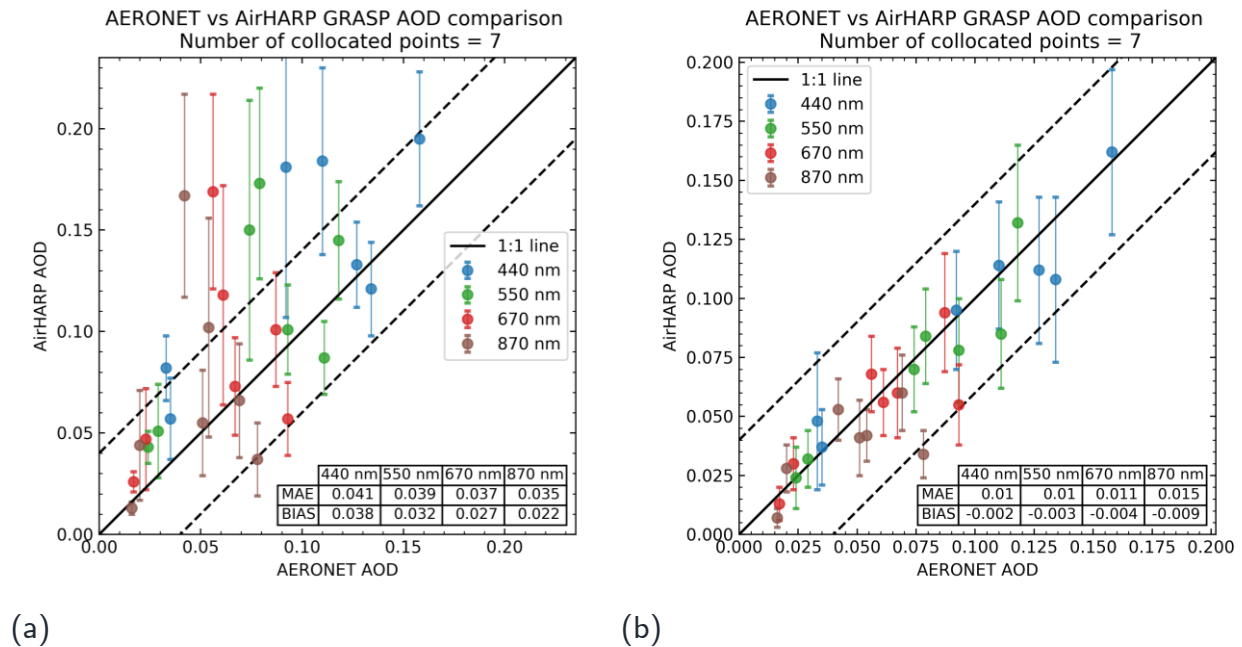 AERONET vs AirHARP GRASP AOD comparison
Number of collocated points = 7
AirHARP AOD
0.20
0.15
0.10
0.05
0.00
1:1 line
440 nm
550 nm
670 nm
870 nm
440 nm 550 nm 670 nm 870 nm
MAE 0.041 0.039 0.037 0.035
BIAS 0.038 0.032 0.027 0.022
0.00 0.05 0.10 0.15 0.20
AERONET AOD
(a)
AERONET vs AirHARP GRASP AOD comparison
Number of collocated points = 7
AirHARP AOD
0.200
0.175
0.150
0.125
0.100
0.075
0.050
0.025
0.000
1:1 line
440 nm
550 nm
670 nm
870 nm
440 nm 550 nm 670 nm 870 nm
MAE 0.01 0.01 0.011 0.015
BIAS -0.002 -0.003 -0.004 -0.009
0.000 0.025 0.050 0.075 0.100 0.125 0.150 0.175 0.200
AERONET AOD
(b)